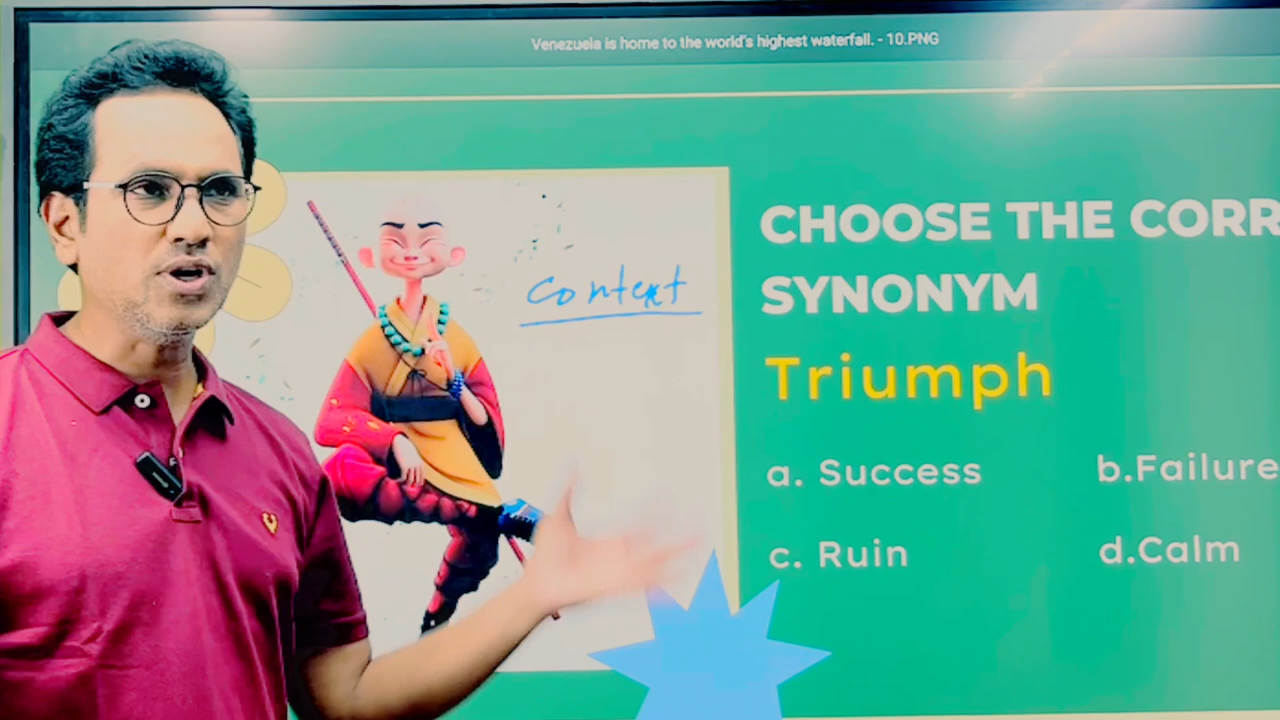 Venezuela is home to the world's highest waterfall. - 10.PNG
CHOOSE THE CORR
SYNONYM
Triumph
context
a. Success b.Failure
c. Ruin d.Calm